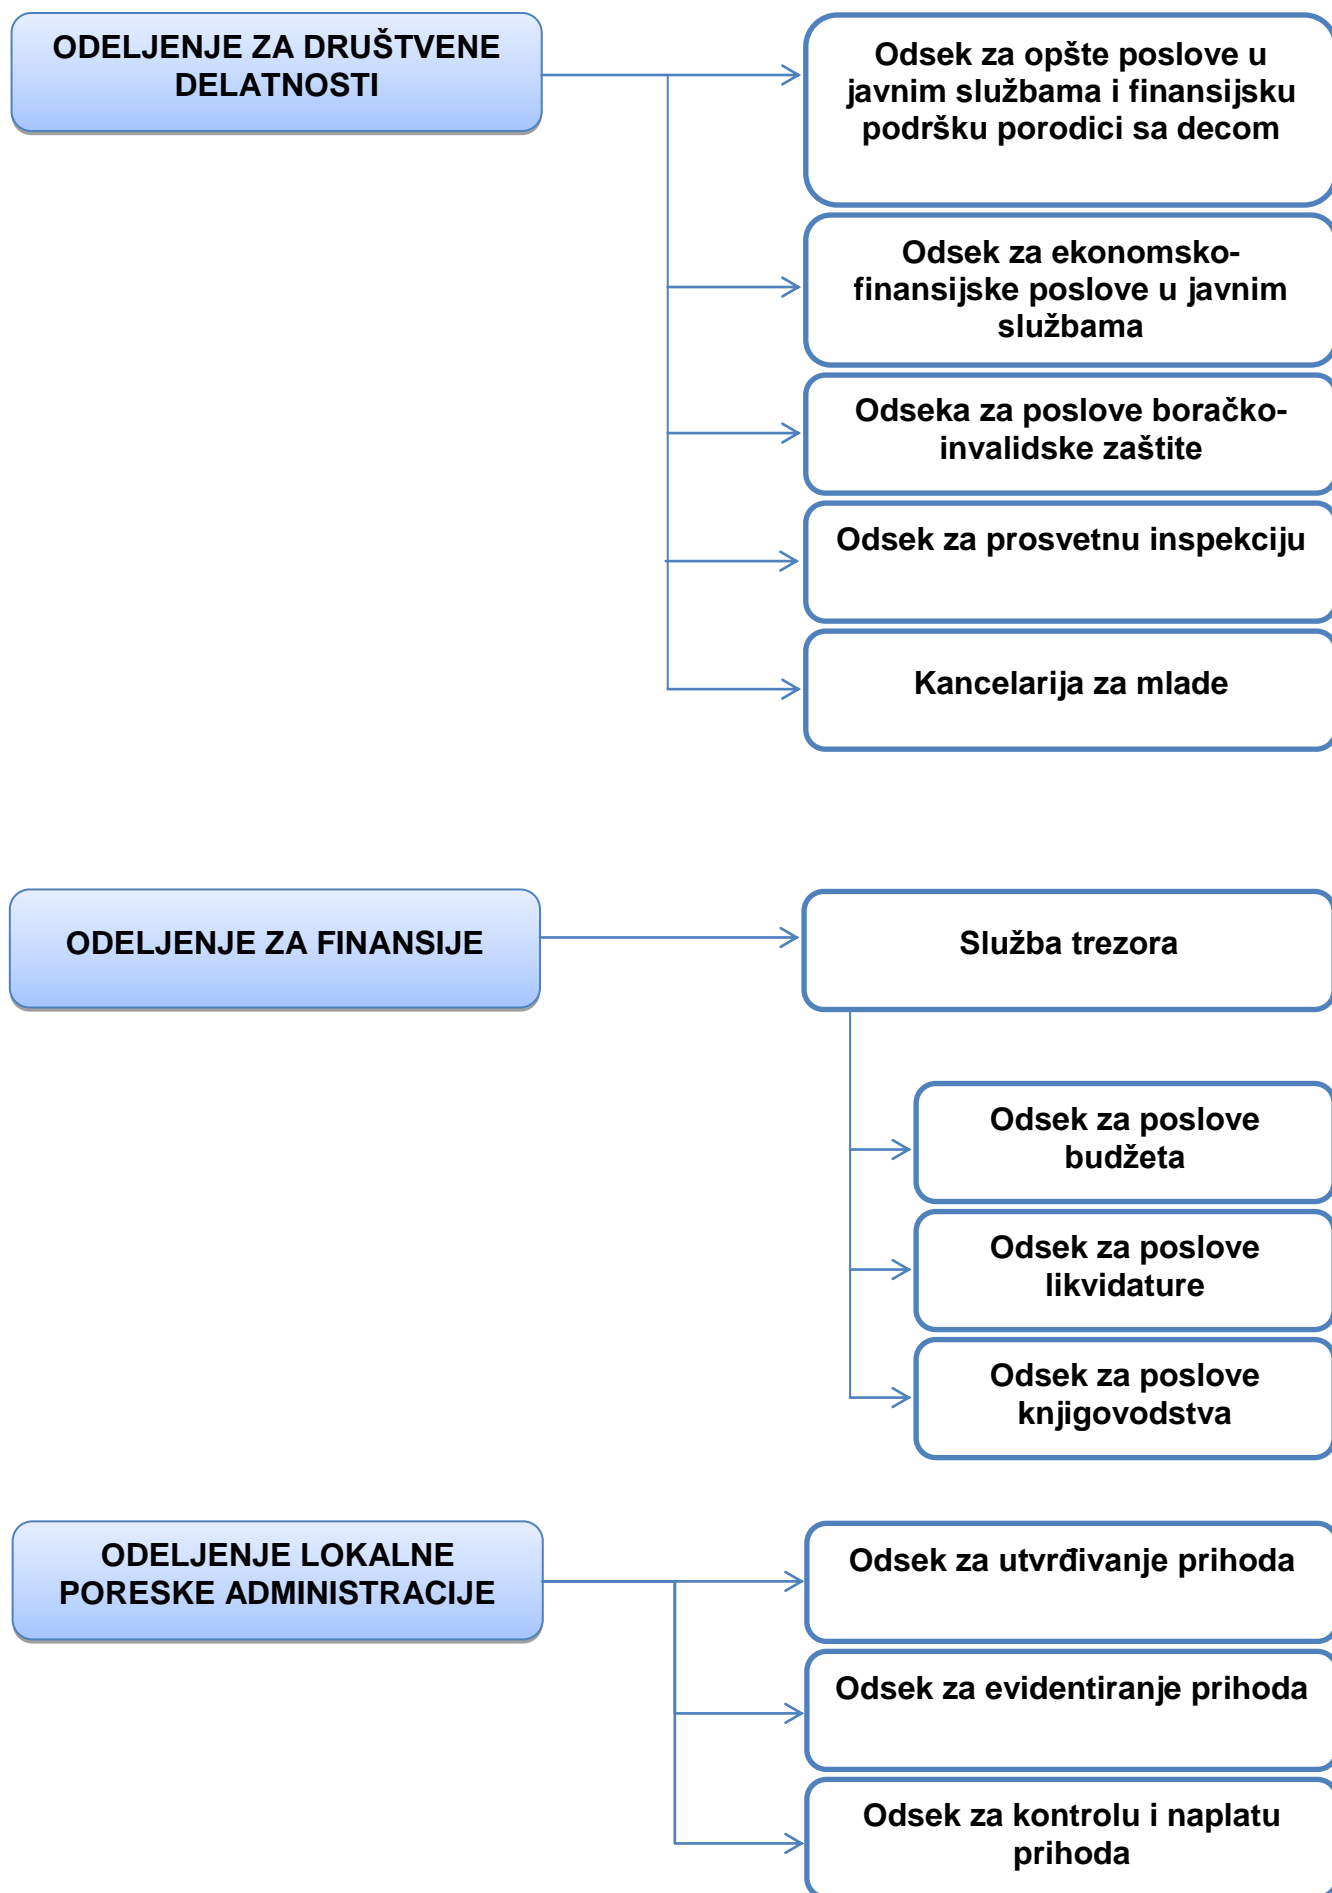 ODELJENJE ZA DRUŠTVENE
DELATNOSTI
Odsek za opšte poslove u
javnim službama i finansijsku
podršku porodici sa decom
Odsek za ekonomsko-
finansijske poslove u javnim
službama
Odseka za poslove boračko-
invalidske zaštite
Odsek za prosvetnu inspekciju
Kancelarija za mlade
ODELJENJE ZA FINANSIJE
Služba trezora
Odsek za poslove
budžeta
Odsek za poslove
likvidature
Odsek za poslove
knjigovodstva
ODELJENJE LOKALNE
PORESKE ADMINISTRACIJE
Odsek za utvrđivanje prihoda
Odsek za evidentiranje prihoda
Odsek za kontrolu i naplatu
prihoda